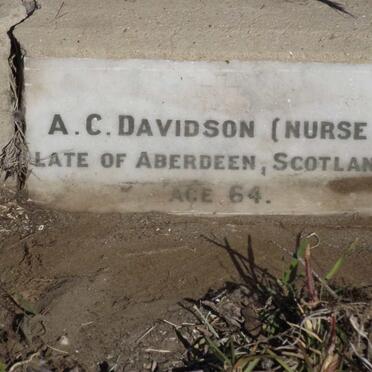 A. C. DAVIDSON (NURSE
LATE OF ABERDEEN, SCOTLAN
AGE 64.